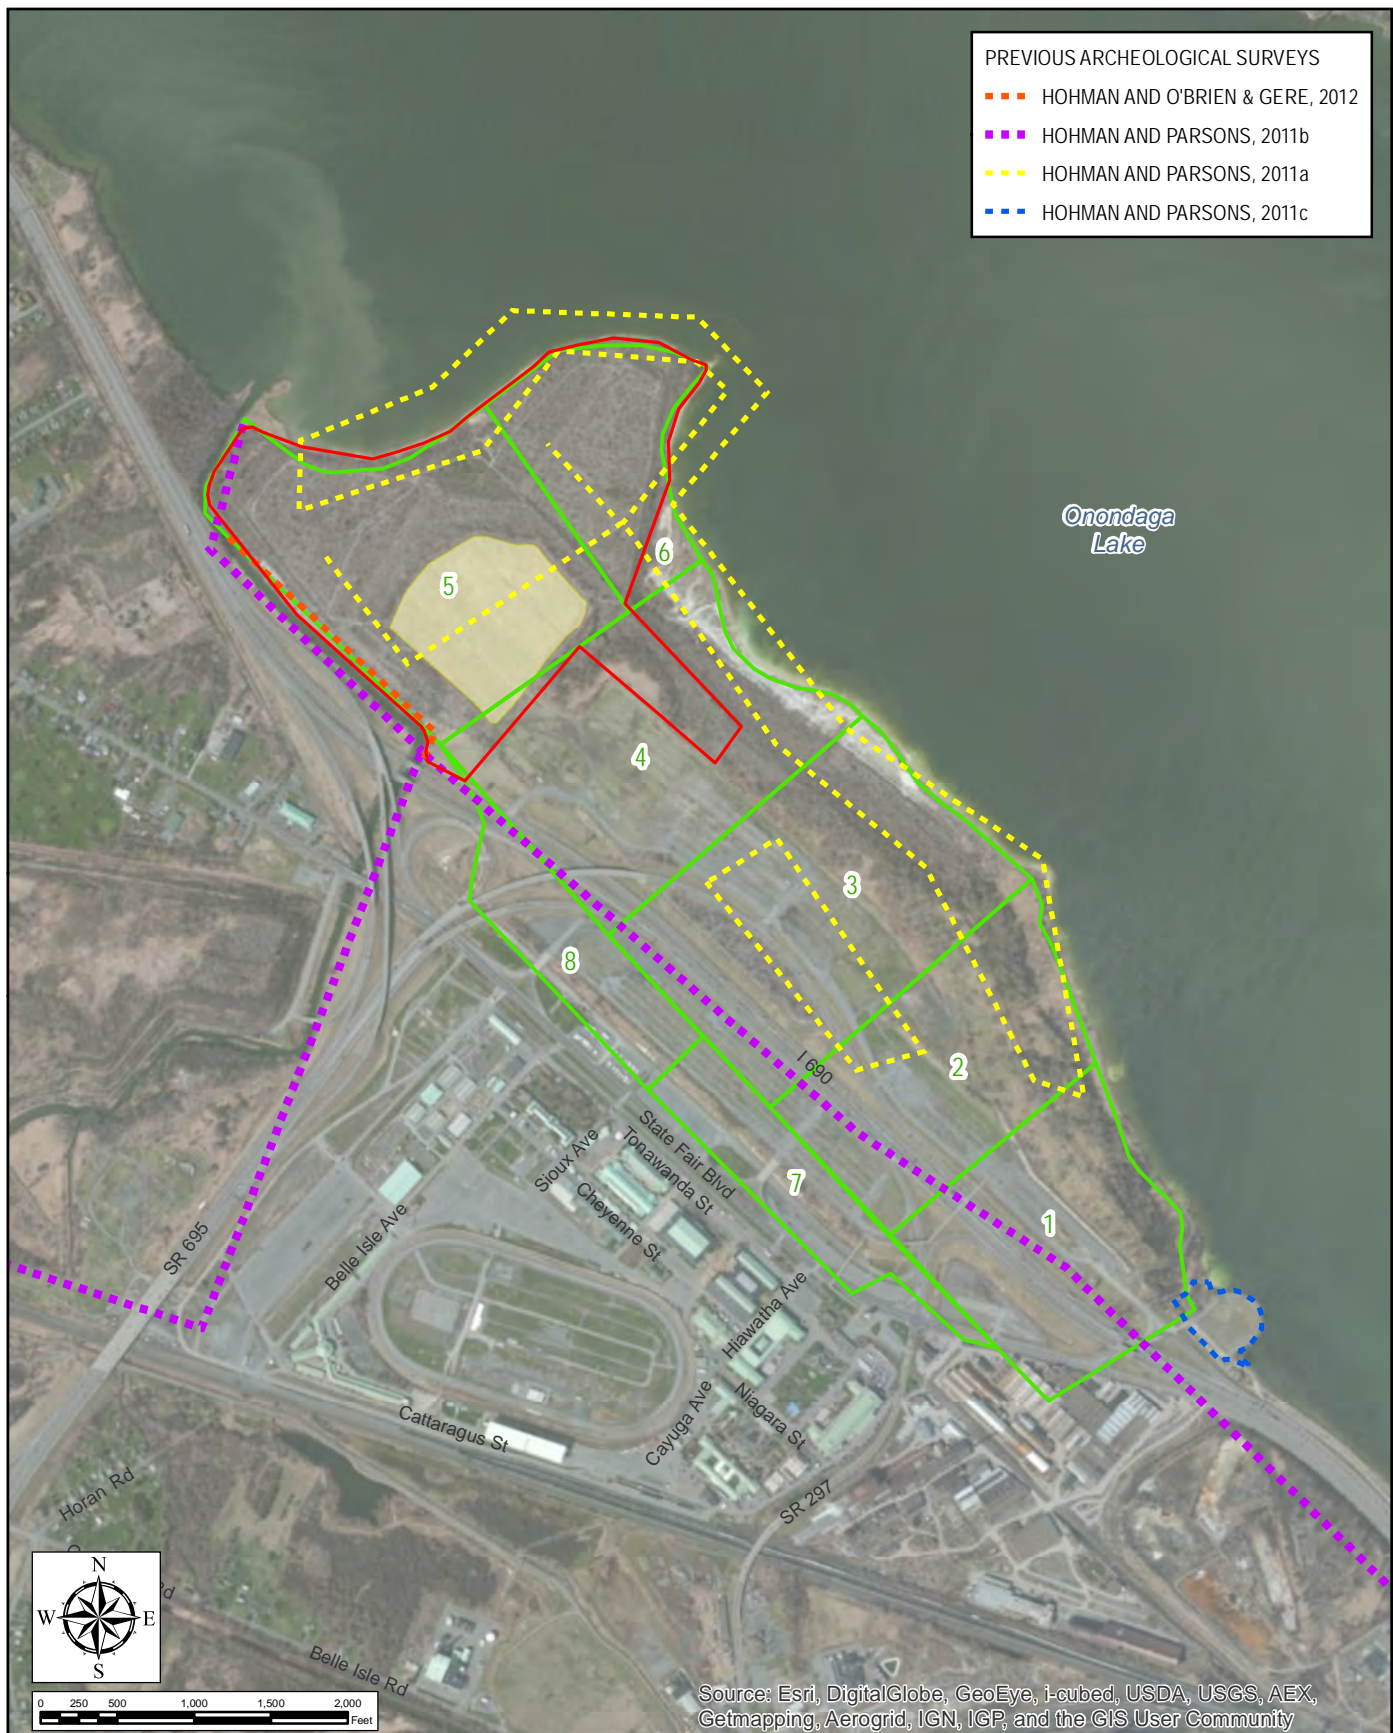 PREVIOUS ARCHEOLOGICAL SURVEYS
HOHMAN AND O'BRIEN & GERE, 2012
HOHMAN AND PARSONS, 2011b
HOHMAN AND PARSONS, 2011a
HOHMAN AND PARSONS, 2011c
Onondaga
Lake
6
5
4
3
8
2
I 690
State Fair Blvd
Tonawanda St
Sioux Ave
Cheyenne St
7
1
SR 695
Belle Isle Ave
Hiawatha Ave
Cayuga Ave
Niagara St
Cattaragus St
SR 297
Horan Rd
Belle Isle Rd
N
W E
S
0 250 500 1,000 1,500 2,000
Feet
Source: Esri, DigitalGlobe, GeoEye, i-cubed, USDA, USGS, AEX,
Getmapping, Aerogrid, IGN, IGP, and the GIS User Community